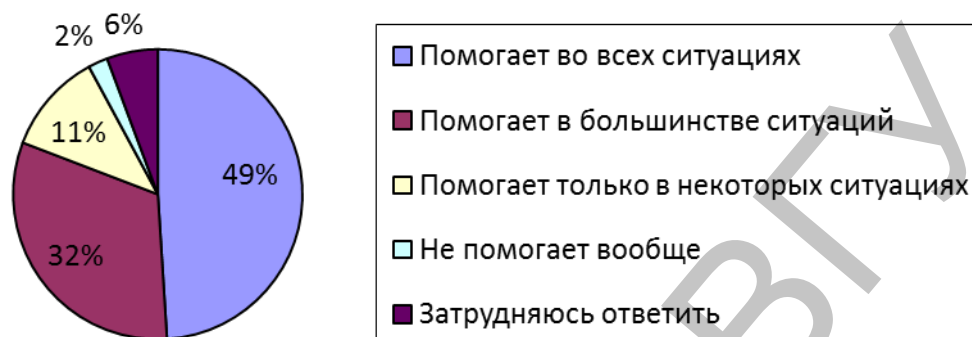 2%
6%
11%
49%
32%
Помогает во всех ситуациях
Помогает в большинстве ситуаций
Помогает только в некоторых ситуациях
Не помогает вообще
Затрудняюсь ответить
ВГУ